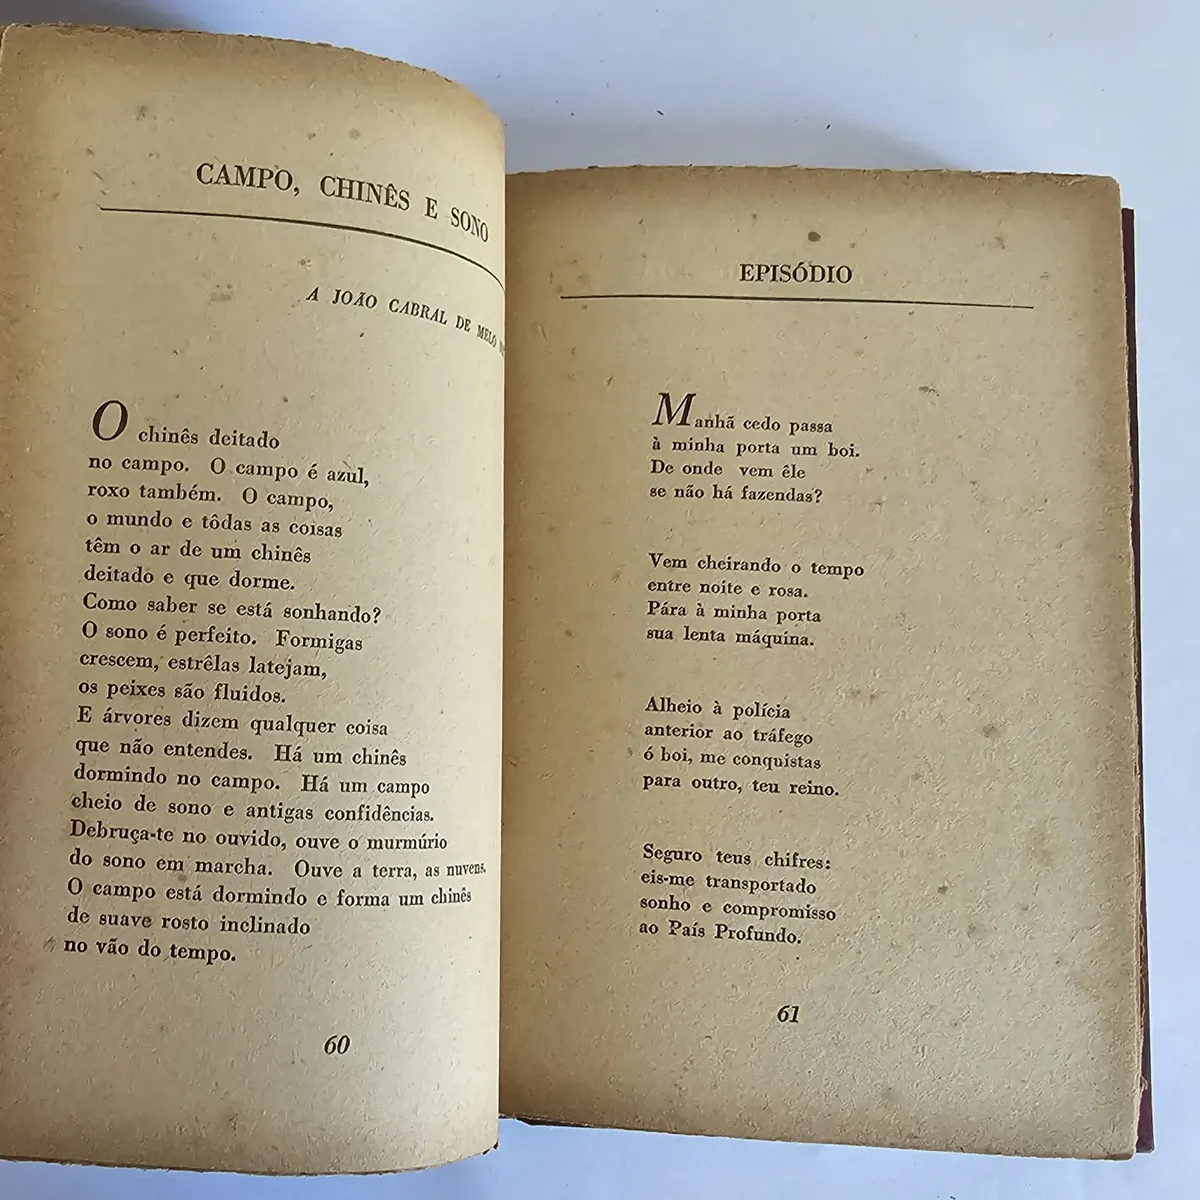 CAMPO, CHINÊS E SONO
A JOÃO CABRAL DE MELO
O chinês deitado
no campo. O campo é azul,
roxo também. O campo,
o mundo e tôdas as coisas
têm o ar de um chinês
deitado e que dorme.
Como saber se está sonhando?
O sono é perfeito. Formigas
crescem, estrêlas latejam,
os peixes são fluidos.
E árvores dizem qualquer coisa
que não entendes. Há um chinês
dormindo no campo. Há um campo
cheio de sono e antigas confidências.
Debruça-te no ouvido, ouve o murmúrio
do sono em marcha. Ouve a terra, as nuvens.
O campo está dormindo e forma um chinês
de suave rosto inclinado
no vão do tempo.
60
EPISÓDIO
Manhã cedo passa
à minha porta um boi.
De onde vem êle
se não há fazendas?
Vem cheirando o tempo
entre noite e rosa.
Pára à minha porta
sua lenta máquina.
Alheio à polícia
anterior ao tráfego
ó boi, me conquistas
para outro, teu reino.
Seguro teus chifres:
eis-me transportado
sonho e compromisso
ao País Profundo.
61